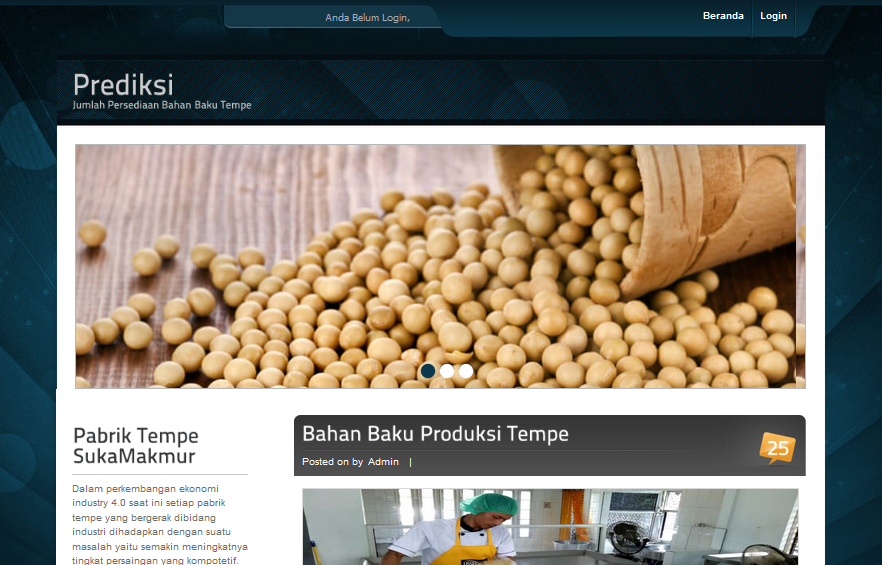 Anda Belum Login,
Beranda
Login
Prediksi
Jumlah Persediaan Bahan Baku Tempe
Pabrik Tempe
SukaMakmur
Dalam perkembangan ekonomi
industry 4.0 saat ini setiap pabrik
tempe yang bergerak dibidang
industri dihadapkan dengan suatu
masalah yaitu semakin meningkatnya
tingkat persaingan yang kompotetif.
Bahan Baku Produksi Tempe
Posted on by Admin |
25